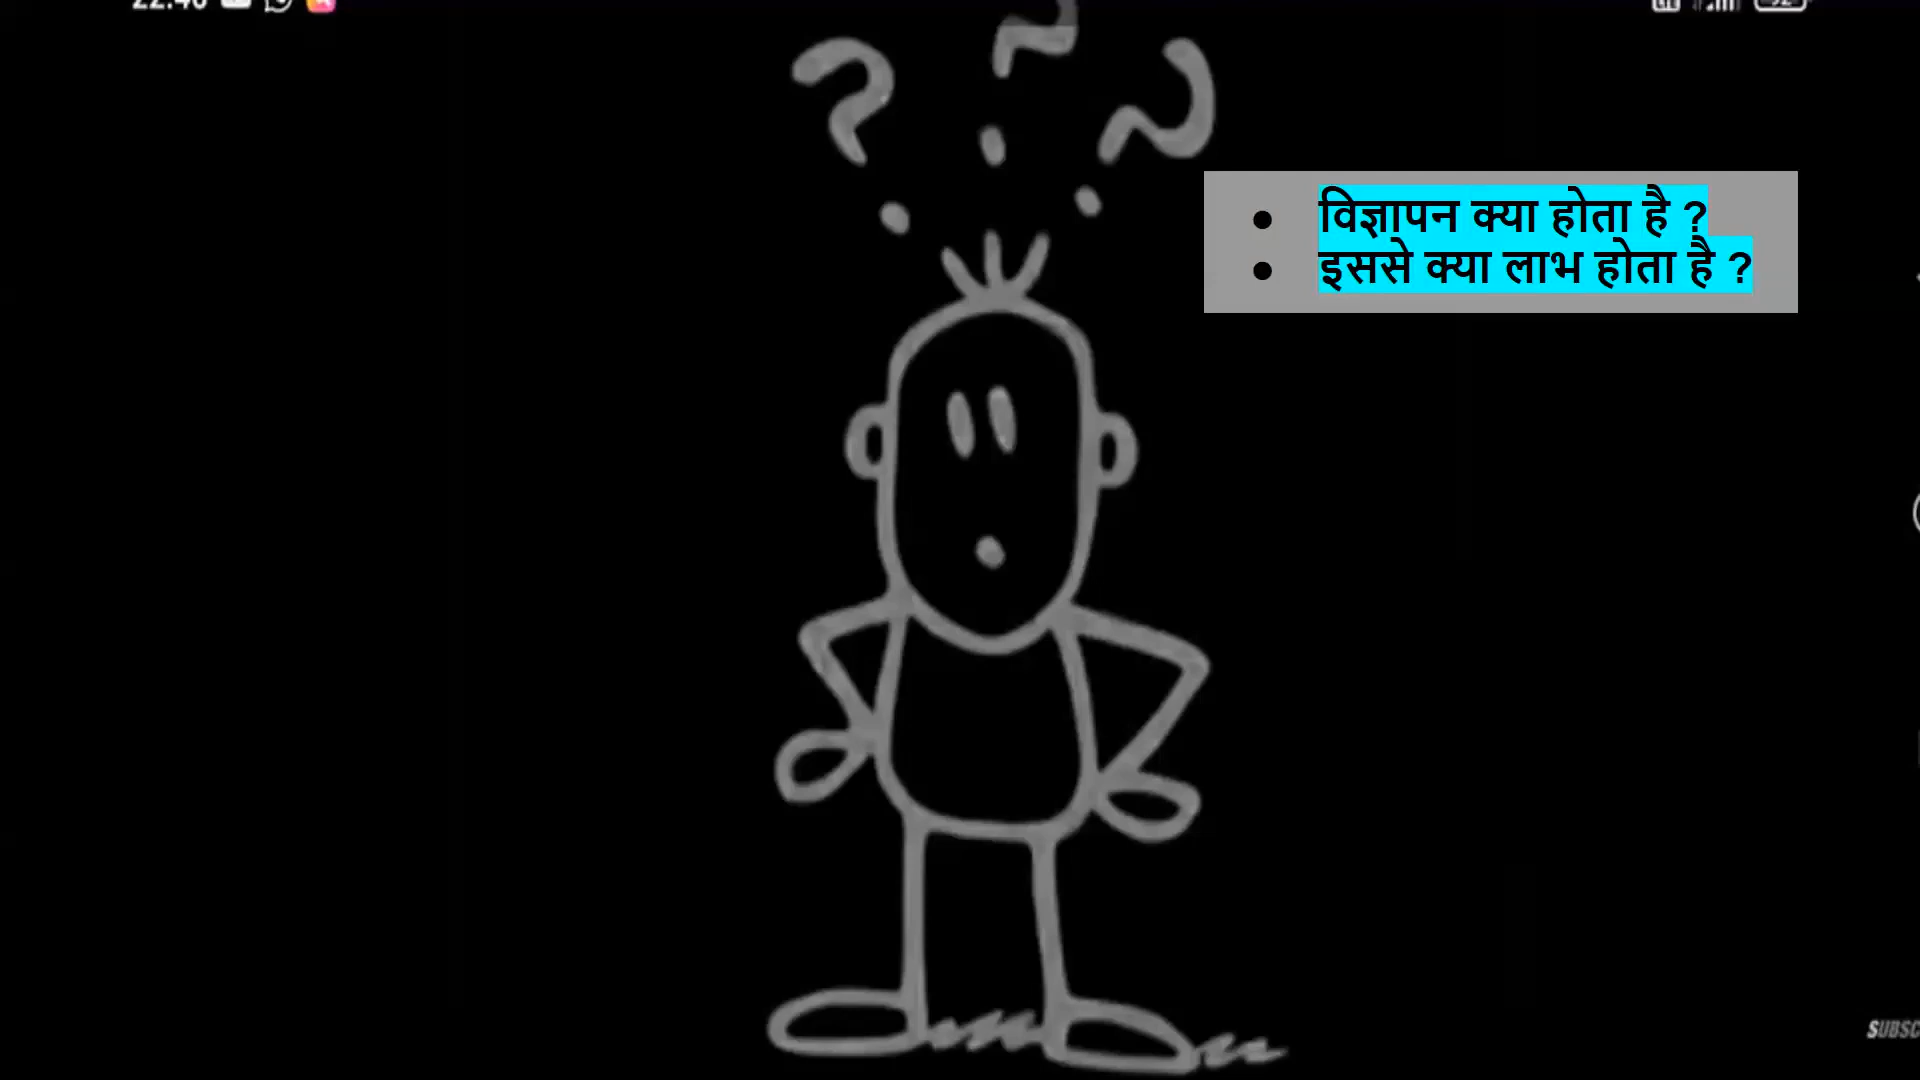 विज्ञापन क्या होता है ?
इससे क्या लाभ होता है ?